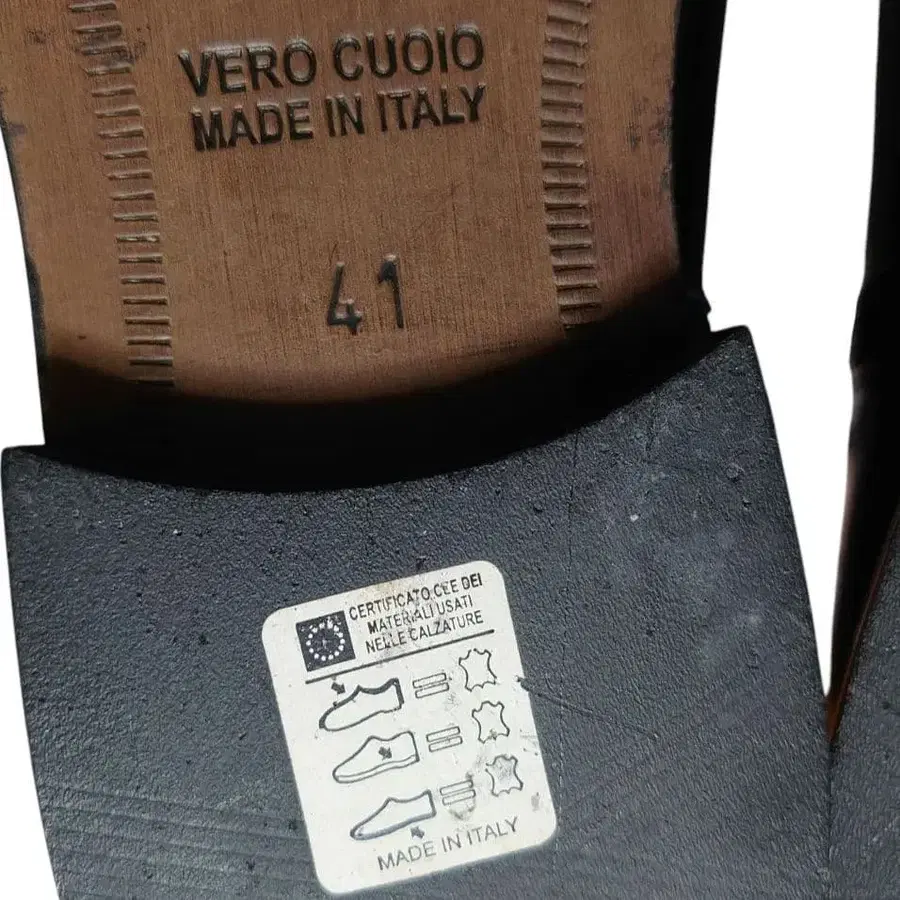 VERO CUOIO
MADE IN ITALY
41
CERTIFICATO CEE DEI
MATERIALI USATI
NELLE CALZATURE
MADE IN ITALY